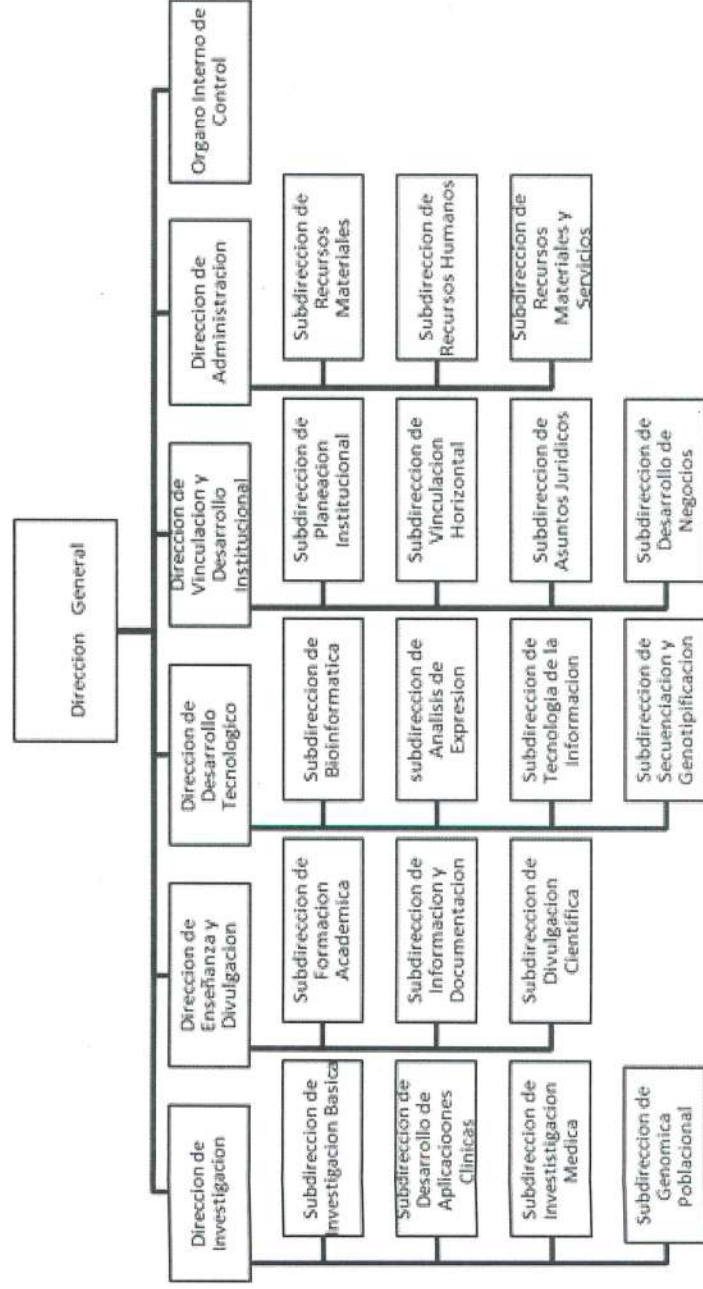 Direccion General
Direccion de
Investigacion
Direccion de
Enseñanza y
Divulgacion
Direccion de
Desarrollo
Tecnologico
Direccion de
Vinculacion y
Desarrollo
Institucional
Direccion de
Administracion
Organo Interno de
Control
Subdireccion de
Investigacion Basica
Subdireccion de
Desarrollo de
Aplicacioones
Clinicas
Subdireccion de
Invesistigacion
Medica
Subdireccion de
Genomica
Poblacional
Subdireccion de
Formacion
Academica
Subdireccion de
Informacion y
Documentacion
Subdireccion de
Divulgacion
Cientifica
Subdireccion de
Bioinformatica
subdireccion de
Analisis de
Expresion
Subdireccion de
Tecnologia de la
Informacion
Subdireccion de
Secuenciacion y
Genotipificacion
Subdireccion de
Planeacion
Institucional
Subdireccion de
Vinculacion
Horizontal
Subdireccion de
Asuntos Juridicos
Subdireccion de
Desarrollo de
Negocios
Subdireccion de
Recursos
Materiales
Subdireccion de
Recursos Humanos
Subdireccion de
Recursos
Materiales y
Servicios